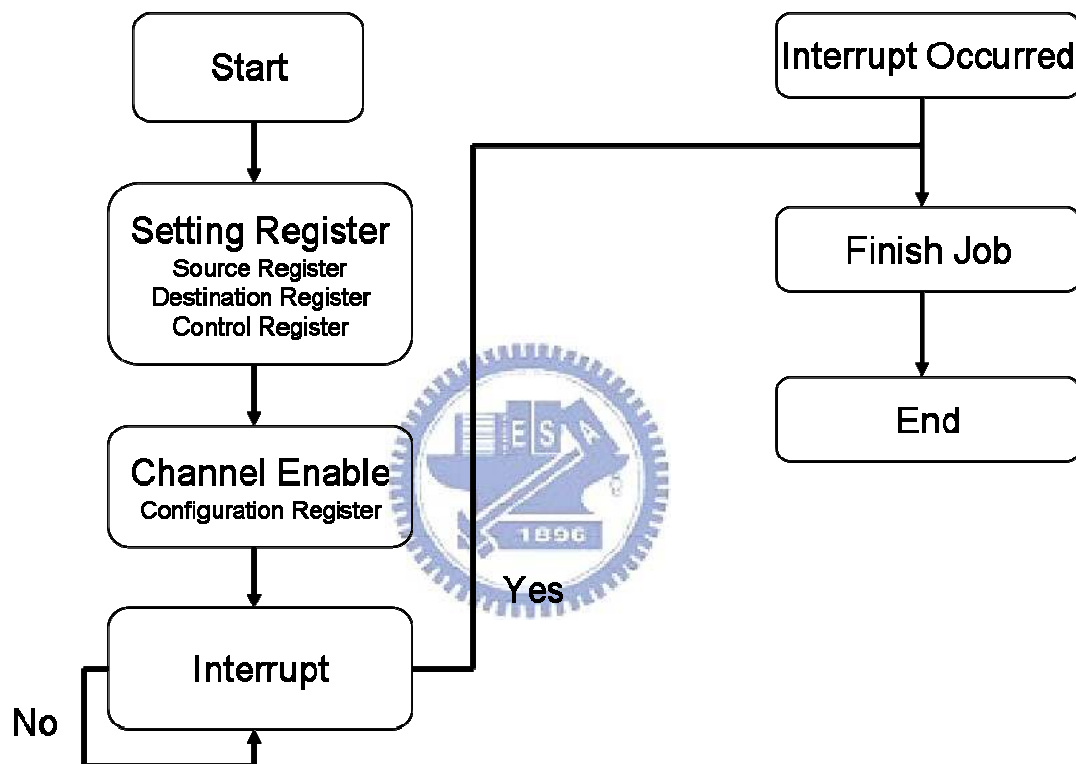 Start
Setting Register
Source Register
Destination Register
Control Register
Channel Enable
Configuration Register
Interrupt
No
Yes
Interrupt Occurred
Finish Job
End
ESA
1896